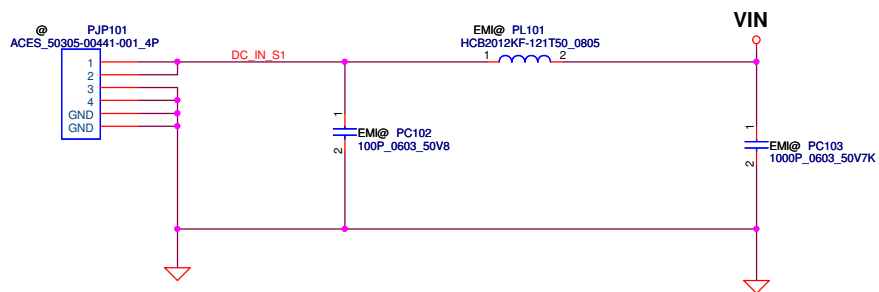 @ PJP101
ACES_50305-00441-001_4P
1
2
3
4
GND
GND
DC_IN_S1
EMI@ PL101
HCB2012KF-121T50_0805
1 2
VIN
1
2
EMI@ PC102
100P_0603_50V8
1
2
EMI@ PC103
1000P_0603_50V7K